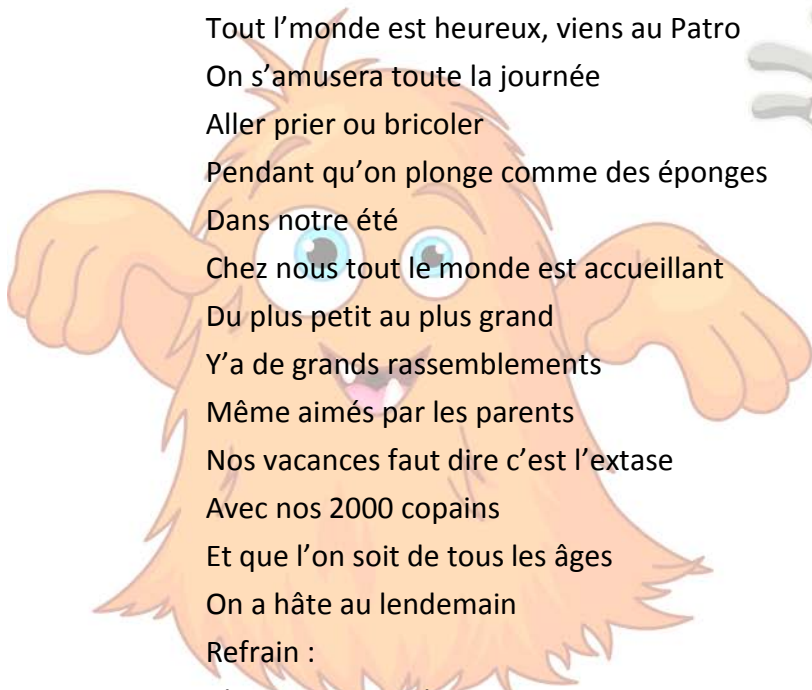 Tout l’monde est heureux, viens au Patro
On s’amusera toute la journée
Aller prier ou bricoler
Pendant qu’on plonge comme des éponges
Dans notre été
Chez nous tout le monde est accueillant
Du plus petit au plus grand
Y’a de grands rassemblements
Même aimés par les parents
Nos vacances faut dire c’est l’extase
Avec nos 2000 copains
Et que l’on soit de tous les âges
On a hâte au lendemain
Refrain :